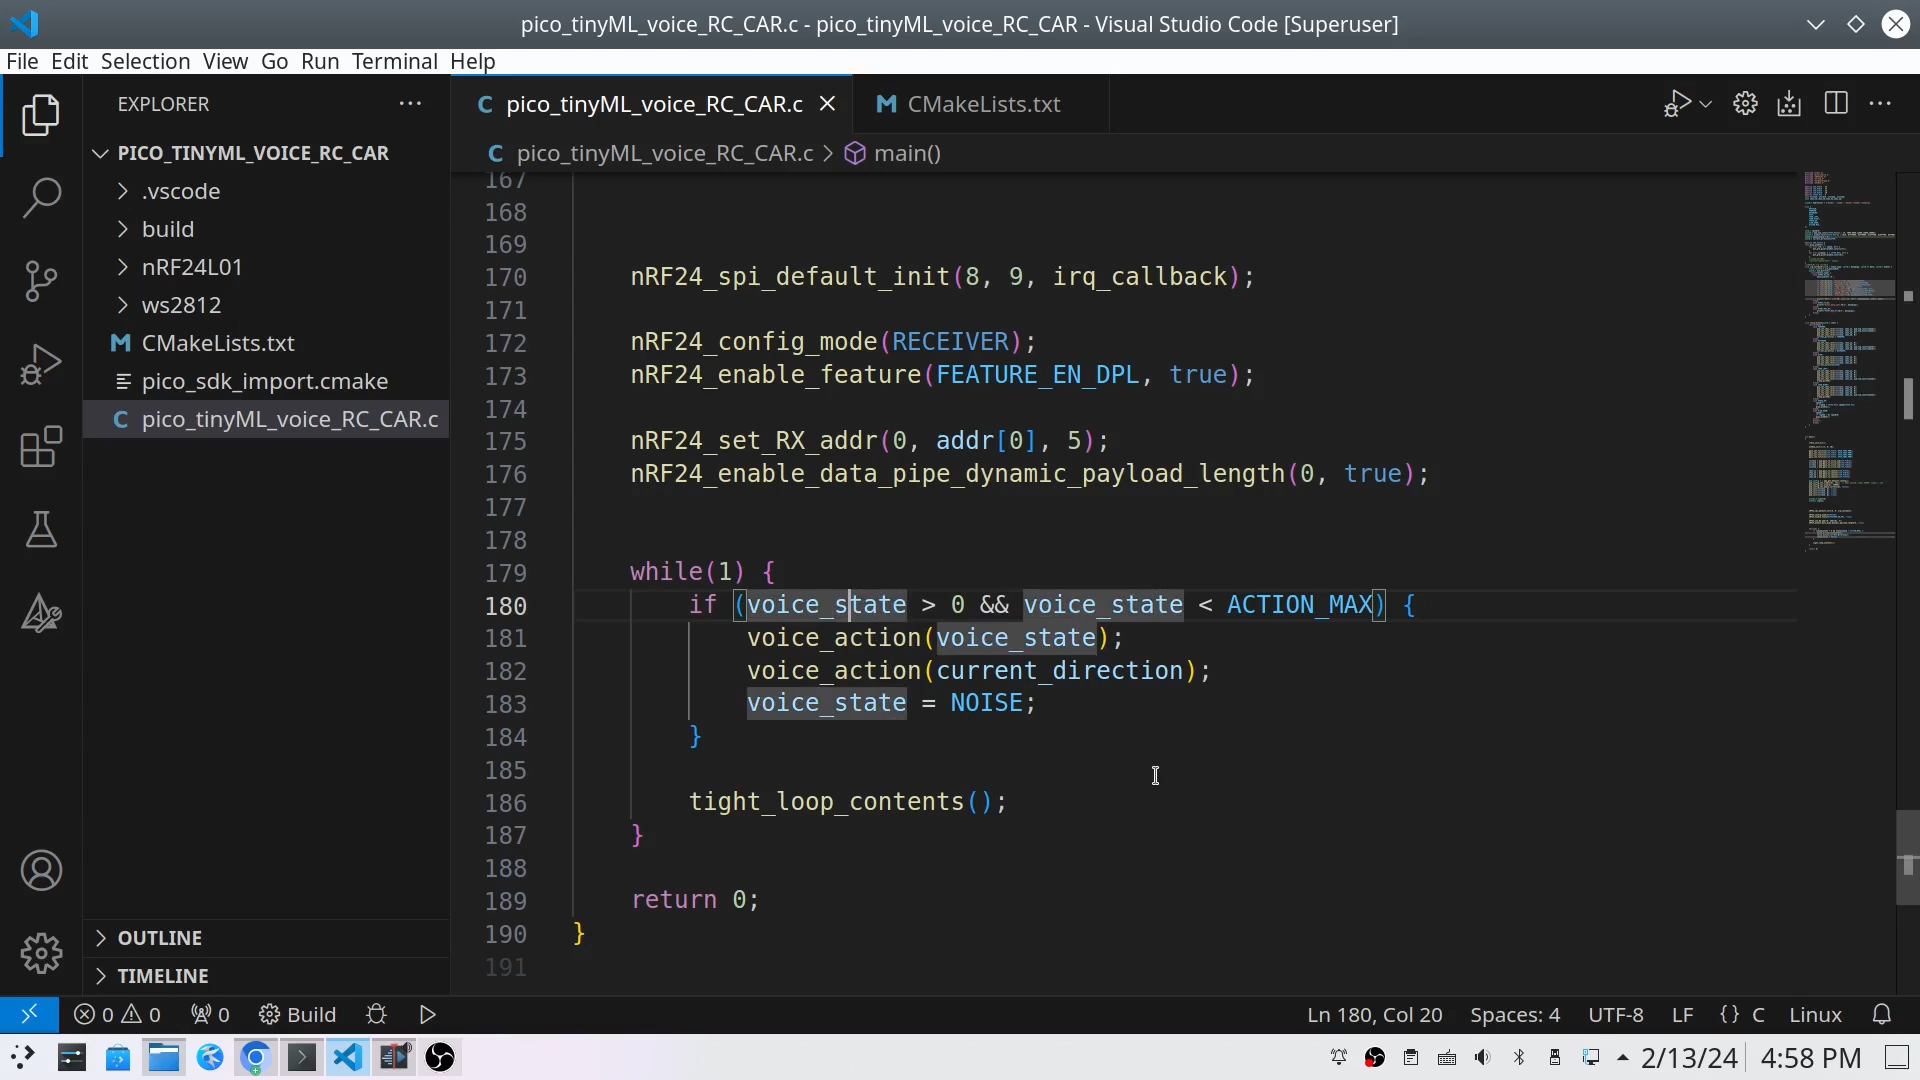 pico_tinyML_voice_RC_CAR.c - pico_tinyML_voice_RC_CAR - Visual Studio Code [Superuser]
File Edit Selection View Go Run Terminal Help
EXPLORER
PICO_TINYML_VOICE_RC_CAR
.vscode
build
nRF24L01
ws2812
CMakeLists.txt
pico_sdk_import.cmake
pico_tinyML_voice_RC_CAR.c
OUTLINE
TIMELINE
pico_tinyML_voice_RC_CAR.c CMakeLists.txt
pico_tinyML_voice_RC_CAR.c > main()
167
168
169
170 nRF24_spi_default_init(8, 9, irq_callback);
171
172 nRF24_config_mode(RECEIVER);
173 nRF24_enable_feature(FEATURE_EN_DPL, true);
174
175 nRF24_set_RX_addr(0, addr[0], 5);
176 nRF24_enable_data_pipe_dynamic_payload_length(0, true);
177
178
179 while(1) {
180 if (voice_state > 0 && voice_state < ACTION_MAX) {
181 voice_action(voice_state);
182 voice_action(current_direction);
183 voice_state = NOISE;
184 }
185
186 tight_loop_contents();
187 }
188
189 return 0;
190 }
191
0 0 0 Build Ln 180, Col 20 Spaces: 4 UTF-8 LF {} C Linux
2/13/24 4:58 PM